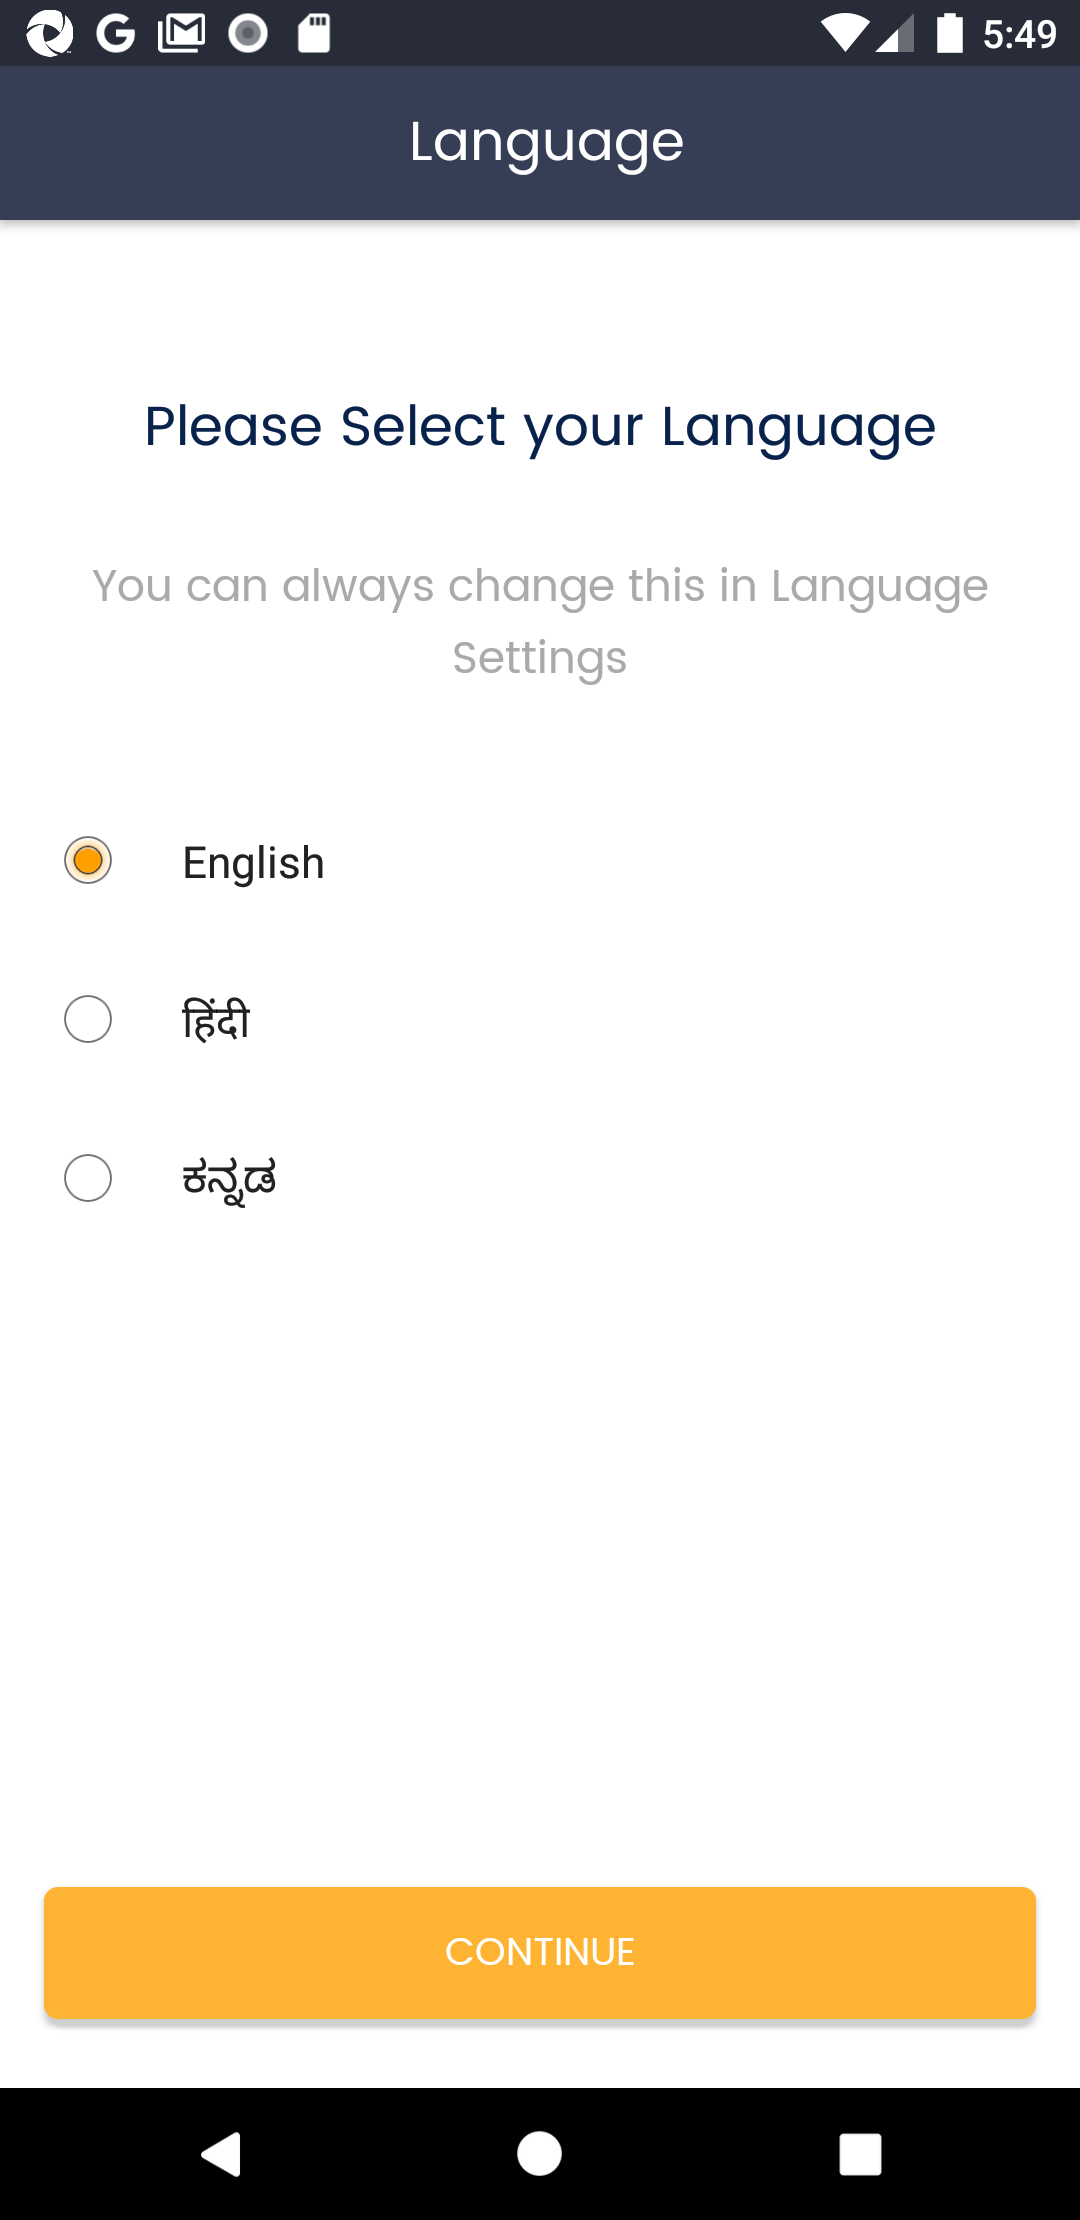 5:49
Language
Please Select your Language
You can always change this in Language
Settings
English
हिंदी
ಕನ್ನಡ
CONTINUE